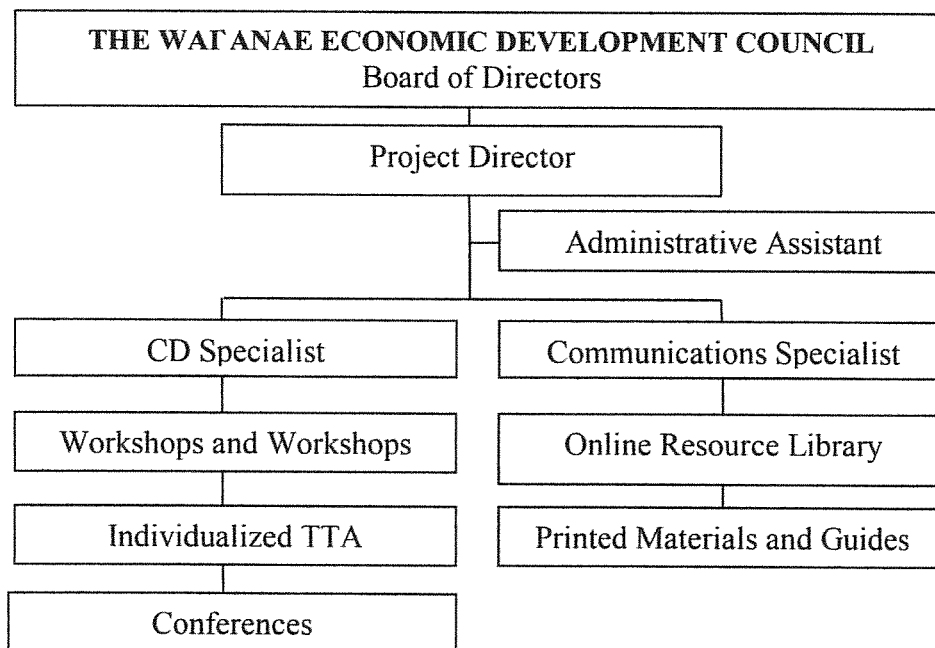 THE WAI'ANAE ECONOMIC DEVELOPMENT COUNCIL
Board of Directors
Project Director
Administrative Assistant
CD Specialist
Communications Specialist
Workshops and Workshops
Online Resource Library
Individualized TTA
Printed Materials and Guides
Conferences